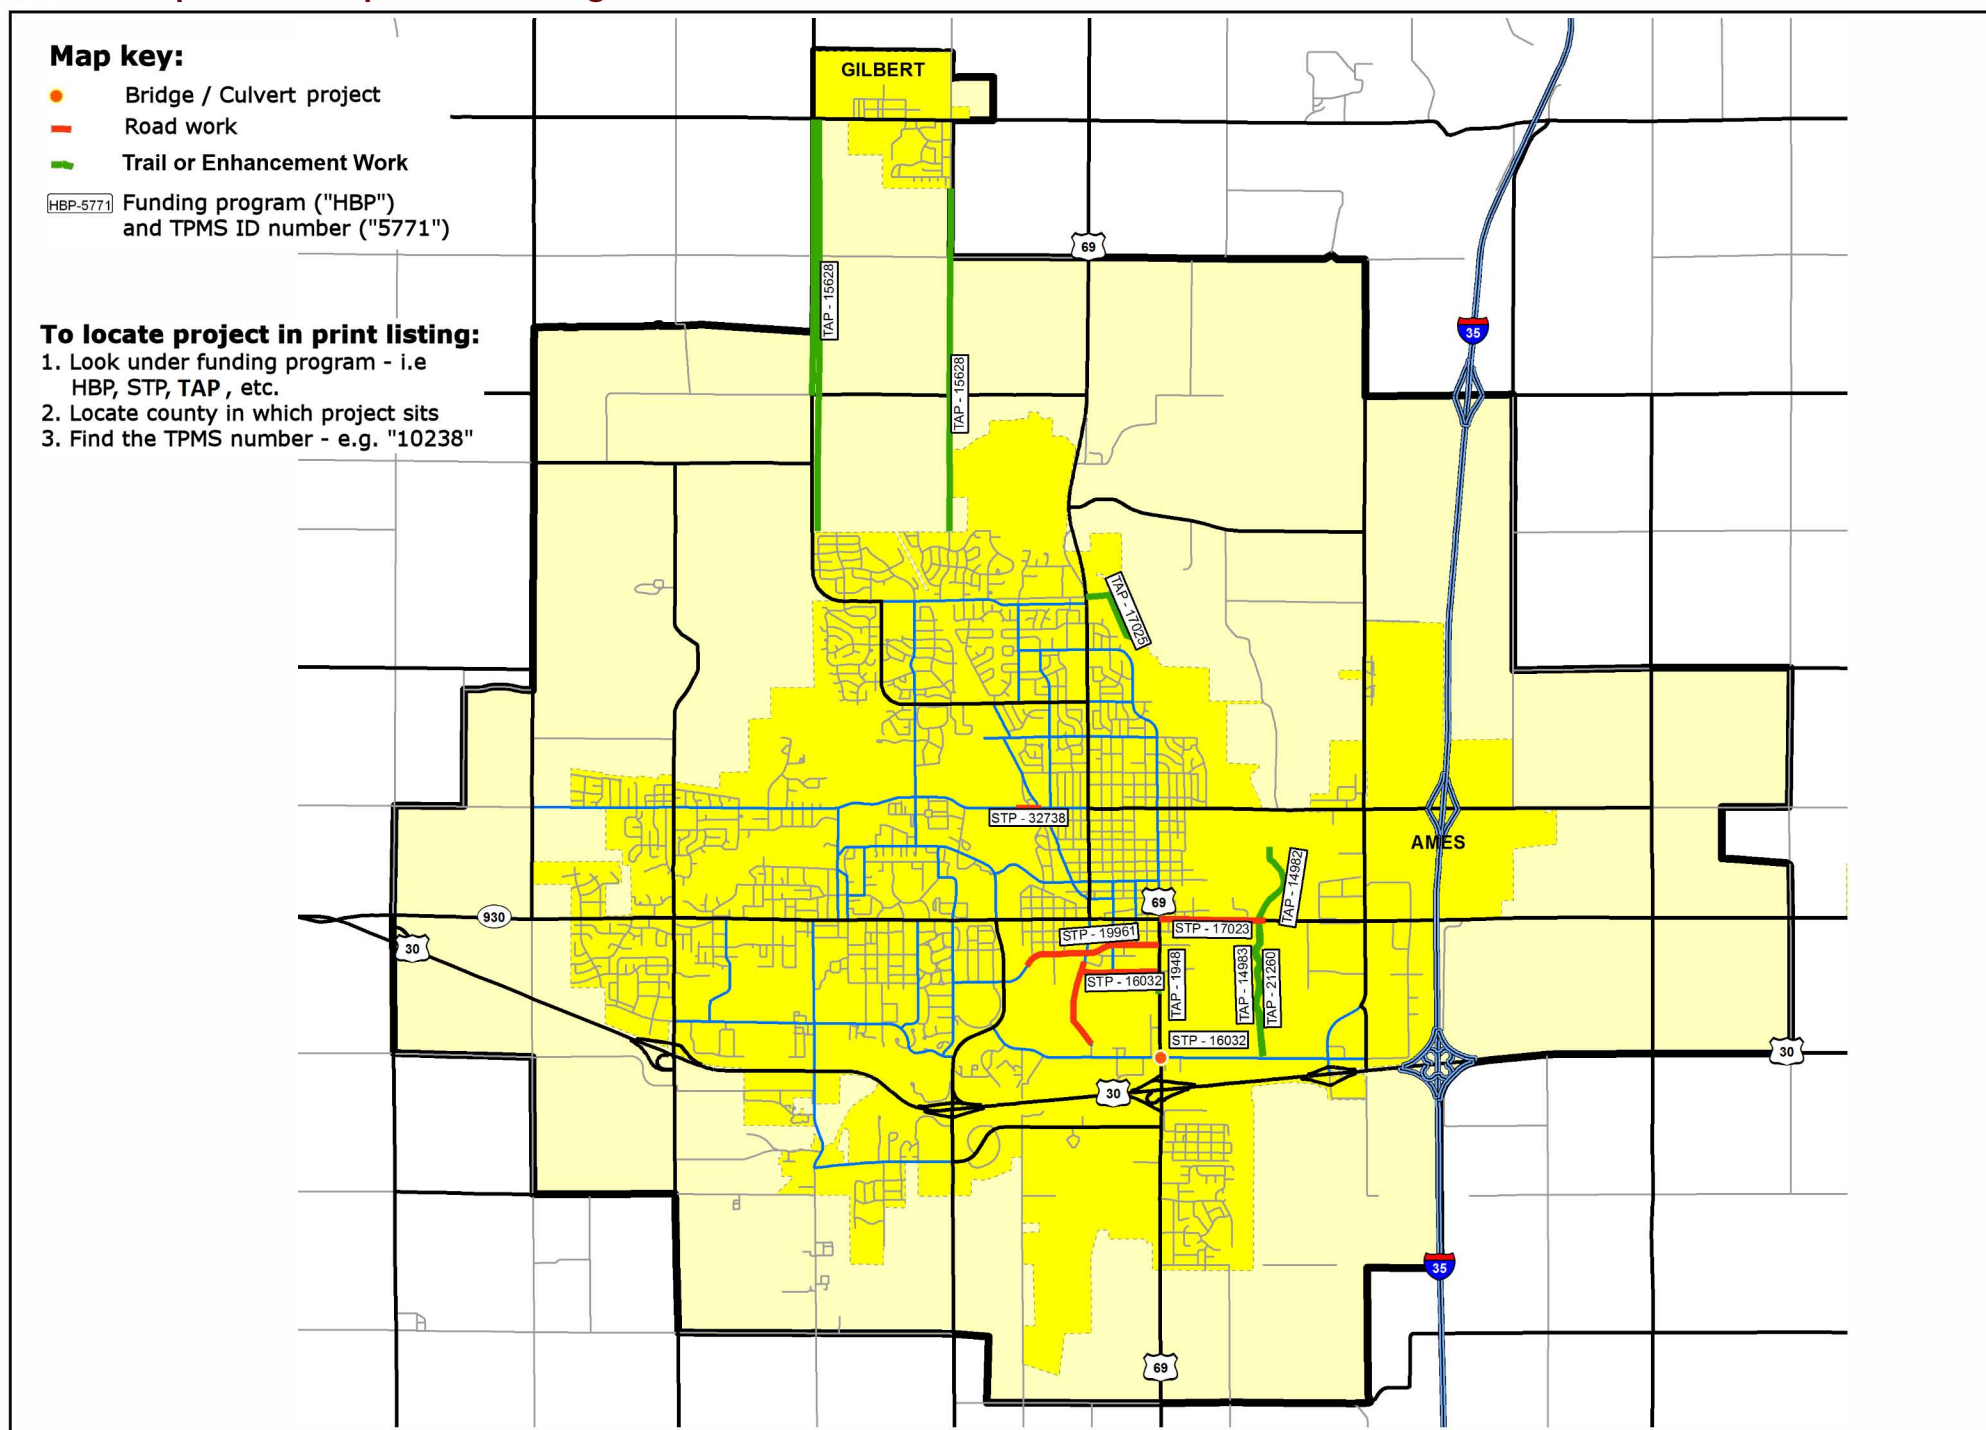 Map key:
Bridge / Culvert project
Road work
Trail or Enhancement Work
HBP-5771
Funding program ("HBP")
and TPMS ID number ("5771")
To locate project in print listing:
1. Look under funding program - i.e
HBP, STP, TAP , etc.
2. Locate county in which project sits
3. Find the TPMS number - e.g. "10238"
GILBERT
69
TAP - 15628
35
TAP - 15628
TAP - 17025
STP - 32738
AMES
TAP - 14982
69
930
STP - 17023
STP - 19961
30
STP - 16032
TAP - 1948
TAP - 14983
TAP - 21260
STP - 16032
30
30
35
69